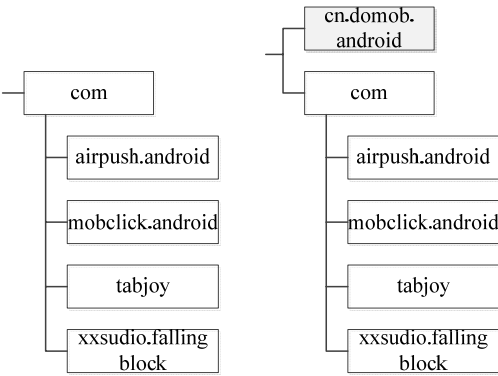 com
airpush.android
mobclick.android
tabjoy
xxsudio.falling
block
cn.domob.
android
com
airpush.android
mobclick.android
tabjoy
xxsudio.falling
block